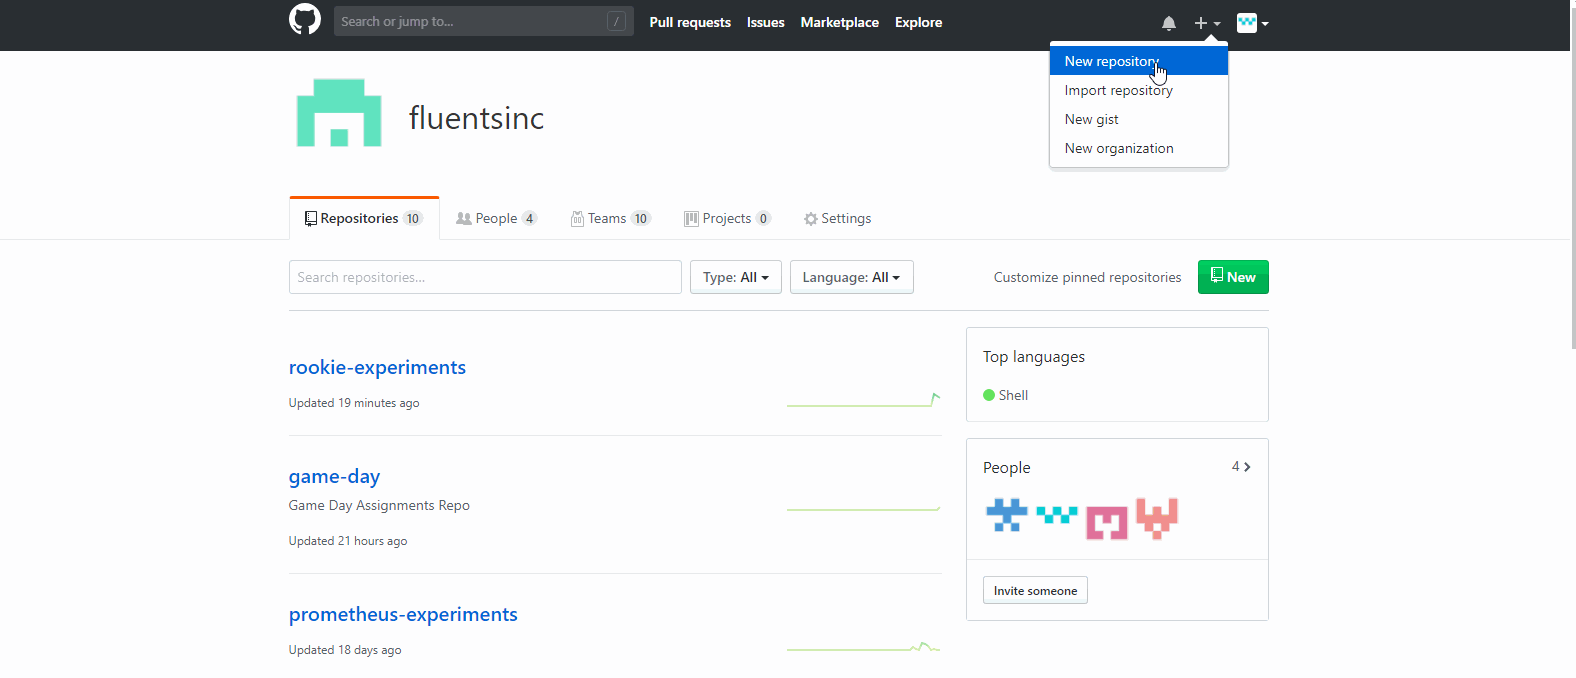 Search or jump to... /
Pull requests Issues Marketplace Explore
New repository
Import repository
New gist
New organization
fluentsinc
Repositories 10 People 4 Teams 10 Projects 0 Settings
Search repositories... Type: All Language: All Customize pinned repositories New
rookie-experiments
Updated 19 minutes ago
game-day
Game Day Assignments Repo
Updated 21 hours ago
prometheus-experiments
Updated 18 days ago
Top languages
Shell
People 4
Invite someone